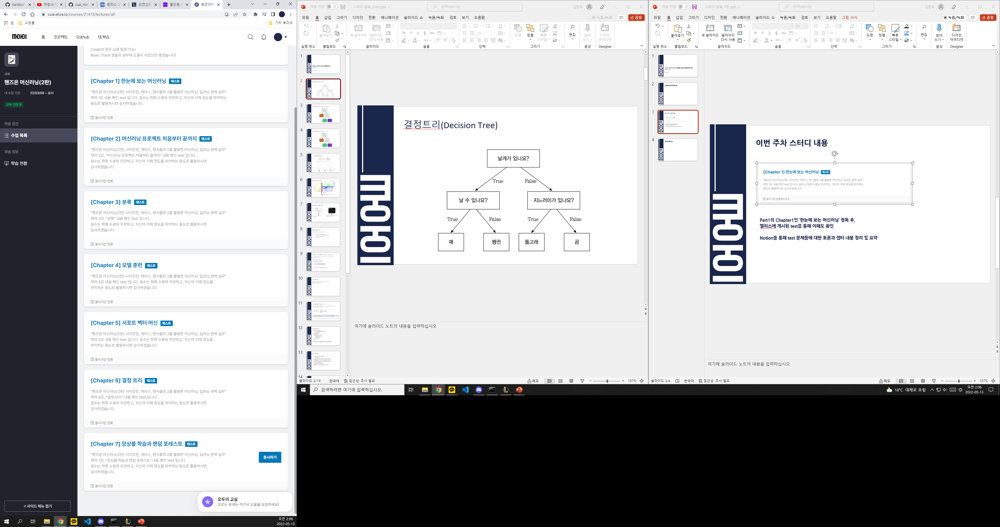 handson-
마침내 더
cuai_Han
원피스 도
올인원 디
중앙대학
cuai.elice.io/courses/21419/lectures/all
앱
쇼핑몰
기타 북마크
홈
프로젝트
Github
내 학습
과목
핸즈온 머신러닝(2판)
내 수강 기간
22/03/08 ~ 상시
교육 진행 중
학습 공간
수업 목록
학습 정보
학습 현황
사이드 메뉴 접기
Colab의 경우 오류 발생 가능)
Basic Track 분들의 공부에 도움이 되었으면 좋겠습니다!
[Chapter 1] 한눈에 보는 머신러닝 테스트
"핸즈온 머신러닝(2판) 사이킷런, 케라스, 텐서플로 2를 활용한 머신러닝, 딥러닝 완벽 실무"
책의 1강 내용 확인 test 입니다. 점수는 학회 수료와 무관하고, 자신의 이해 정도를 파악하는
용도로 활용하시면 감사하겠습니다.
응시기간 만료
[Chapter 2] 머신러닝 프로젝트 처음부터 끝까지 테스트
"핸즈온 머신러닝(2판) 사이킷런, 케라스, 텐서플로 2를 활용한 머신러닝, 딥러닝 완벽 실무"
책의 2강, "머신러닝 프로젝트 처음부터 끝까지" 내용 확인 test 입니다.
점수는 학회 수료와 무관하고, 자신의 이해 정도를 파악하는 용도로 활용하시면
감사하겠습니다.
응시기간 만료
[Chapter 3] 분류 테스트
"핸즈온 머신러닝(2판) 사이킷런, 케라스, 텐서플로 2를 활용한 머신러닝, 딥러닝 완벽 실무"
책의 3강, "분류" 내용 확인 test 입니다.
점수는 학회 수료와 무관하고, 자신의 이해 정도를 파악하는 용도로 활용하시면
감사하겠습니다.
응시기간 만료
[Chapter 4] 모델 훈련 테스트
"핸즈온 머신러닝(2판) 사이킷런, 케라스, 텐서플로 2를 활용한 머신러닝, 딥러닝 완벽 실무"
책의 4강 내용 확인 test 입니다. 점수는 학회 수료와 무관하고, 자신의 이해 정도를
파악하는 용도로 활용하시면 감사하겠습니다.
응시기간 만료
[Chapter 5] 서포트 벡터 머신 테스트
"핸즈온 머신러닝(2판) 사이킷런, 케라스, 텐서플로 2를 활용한 머신러닝, 딥러닝 완벽 실무"
책의 5강 내용 확인 test 입니다. 점수는 학회 수료와 무관하고, 자신의 이해 정도를
파악하는 용도로 활용하시면 감사하겠습니다.
응시기간 만료
[Chapter 6] 결정 트리 테스트
"핸즈온 머신러닝(2판) 사이킷런, 케라스, 텐서플로 2를 활용한 머신러닝, 딥러닝 완벽 실무"
책의 6강, "결정 트리" 내용 확인 test 입니다.
점수는 학회 수료와 무관하고, 자신의 이해 정도를 파악하는 용도로 활용하시면
감사하겠습니다.
응시기간 만료
[Chapter 7] 앙상블 학습과 랜덤 포레스트 테스트
"핸즈온 머신러닝(2판) 사이킷런, 케라스, 텐서플로 2를 활용한 머신러닝, 딥러닝 완벽 실무"
책의 7강, "앙상블 학습과 랜덤 포레스트" 내용 확인 test 입니다.
점수는 학회 수료와 무관하고, 자신의 이해 정도를 파악하는 용도로 활용하시면
감사하겠습니다.
응시하기
응시기간 만료
모두의 교실
모르는 문제는 여기서 도움을 요청하세요!
오전 2:06
2022-05-13
자동 저장 끔 스터디 발표_CH6.pptx 검색(Alt+Q) 김정우
파일 홈 삽입 그리기 디자인 전환 애니메이션 슬라이드 쇼 녹음/녹화 검토 보기 도움말 녹음/녹화 공유
붙여넣기 새 슬라이드 슬라이드 다시 사용 도형 정렬 빠른 스타일 편집 받아쓰기 디자인 아이디어
실행 취소 클립보드 슬라이드 글꼴 단락 그리기 음성 Designer
1
2
3
4
5
6
7
8
9
10
11
12
13
14
결정트리(Decision Tree)
날개가 있나요?
True False
날 수 있나요? 지느러미가 있나요?
True False True False
매 펭귄 돌고래 곰
여기에 슬라이드 노트의 내용을 입력하십시오
슬라이드 2/19 한국어 접근성: 조사 필요 메모 107%
자동 저장 끔 스터디 발표_7장.pptx 검색(Alt+Q) 김정우
파일 홈 삽입 그리기 디자인 전환 애니메이션 슬라이드 쇼 녹음/녹화 검토 보기 도움말 그림 서식 녹음/녹화 공유
붙여넣기 새 슬라이드 슬라이드 다시 사용 20 도형 정렬 빠른 스타일 편집 받아쓰기 디자인 아이디어
실행 취소 클립보드 슬라이드 글꼴 단락 그리기 음성 Designer
1
2
3
4
이번 주차 스터디 내용
[Chapter 1] 한눈에 보는 머신러닝 테스트
"핸즈온 머신러닝(2판) 사이킷런, 케라스, 텐서플로 2를 활용한 머신러닝, 딥러닝 완벽 실무"
책의 1강 내용 확인 test 입니다. 점수는 학회 수료와 무관하고, 자신의 이해 정도를 파악하는
용도로 활용하시면 감사하겠습니다.
응시 기간 만료까지 D-3
Part1의 Chapter1인 '한눈에 보는 머신러닝' 정독 후,
엘리스에 게시된 test를 통해 이해도 확인
Notion을 통해 test 문제들에 대한 토론과 챕터 내용 정리 및 요약
여기에 슬라이드 노트의 내용을 입력하십시오
슬라이드 3/4 한국어 접근성: 조사 필요 메모 107%
검색하려면 여기에 입력하십시오.
18°C 대체로 흐림
오전 2:06
2022-05-13